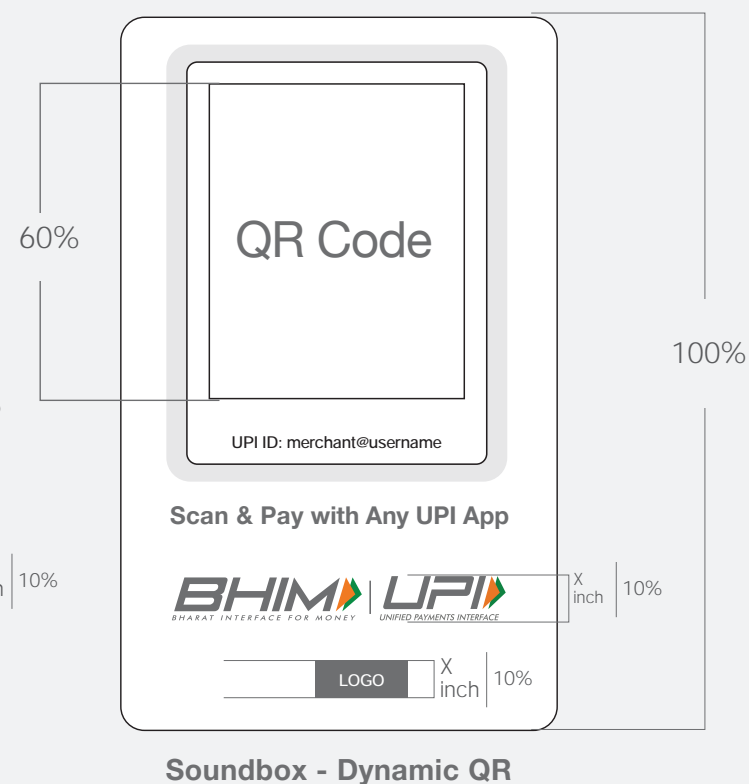 60%
QR Code
100%
UPI ID: merchant@username
Scan & Pay with Any UPI App
10%
BHIM
BHARAT INTERFACE FOR MONEY
UPI
UNIFIED PAYMENTS INTERFACE
X
inch
10%
LOGO
X
inch
10%
Soundbox - Dynamic QR